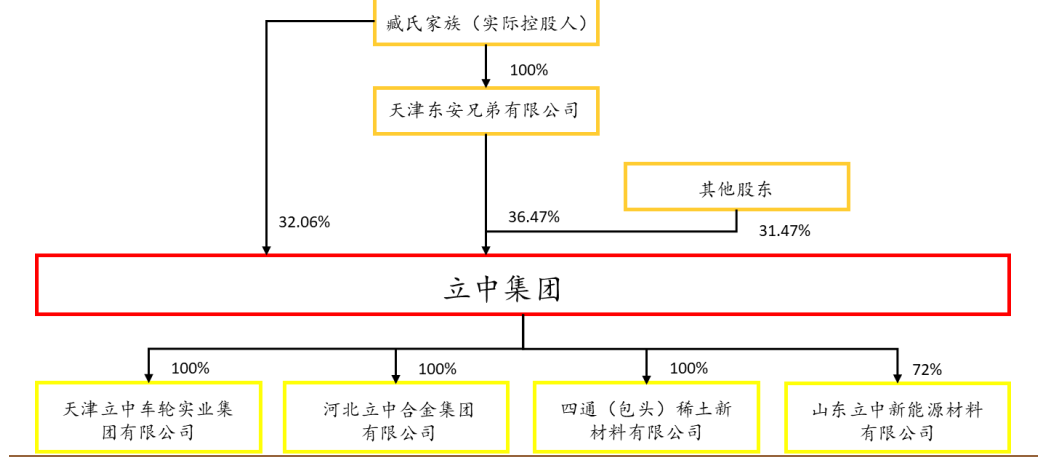 臧氏家族（实际控股人）
100%
天津东安兄弟有限公司
其他股东
32.06%
36.47%
31.47%
立中集团
100%
100%
100%
72%
天津立中车轮实业集
团有限公司
河北立中合金集团
有限公司
四通（包头）稀土新
材料有限公司
山东立中新能源材料
有限公司